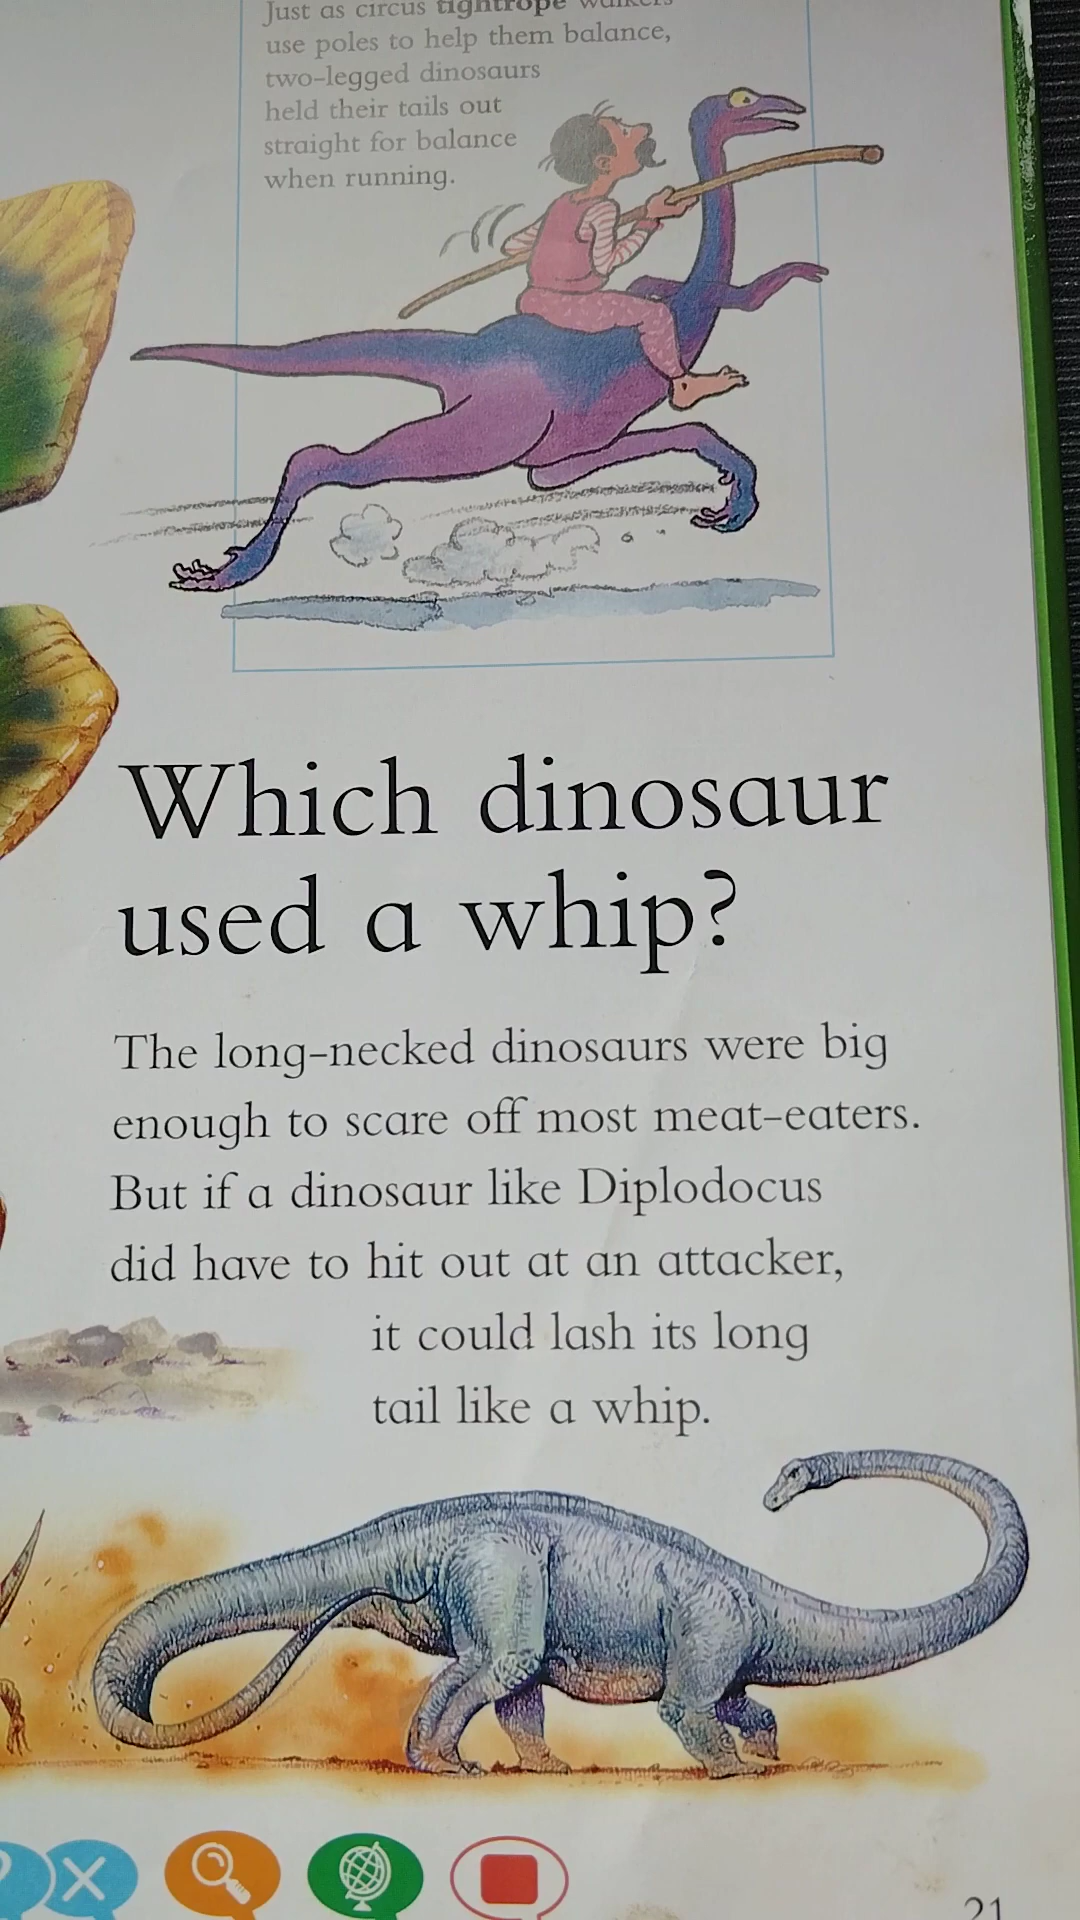 Just as circus tightrope walkers
use poles to help them balance,
two-legged dinosaurs
held their tails out
straight for balance
when running.
Which dinosaur
used a whip?
The long-necked dinosaurs were big
enough to scare off most meat-eaters.
But if a dinosaur like Diplodocus
did have to hit out at an attacker,
it could lash its long
tail like a whip.
21